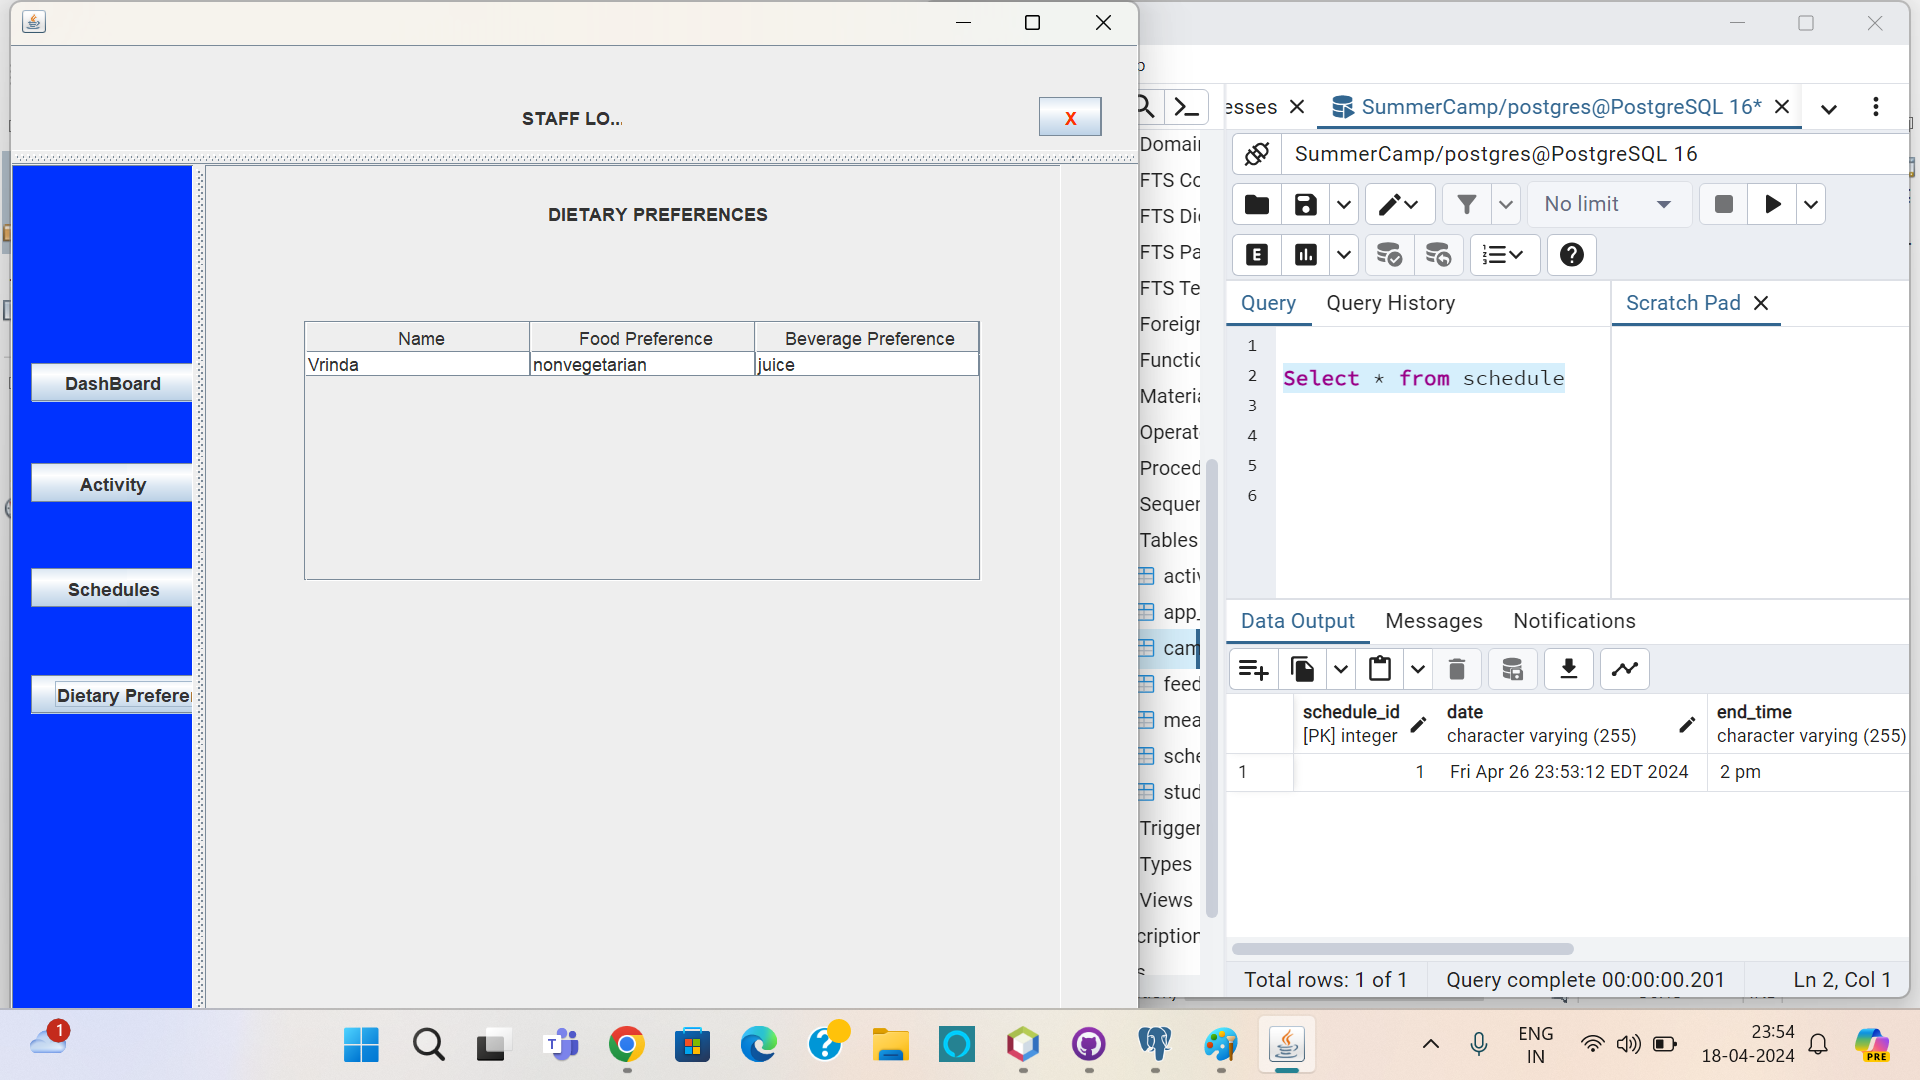 STAFF LO...
X
DIETARY PREFERENCES
Name Food Preference Beverage Preference
Vrinda nonvegetarian juice
DashBoard
Activity
Schedules
Dietary Prefere
esses
SummerCamp/postgres@PostgreSQL 16*
SummerCamp/postgres@PostgreSQL 16
No limit
E
Query Query History
Scratch Pad
1
2 Select * from schedule
3
4
5
6
Domai
FTS Co
FTS Di
FTS Pa
FTS Te
Foreig
Functio
Materia
Operat
Proced
Sequer
Tables
activ
app_
cam
feed
mea
sche
stud
Trigger
Types
Views
cription
Data Output Messages Notifications
schedule_id date end_time
[PK] integer character varying (255) character varying (255)
1 1 Fri Apr 26 23:53:12 EDT 2024 2 pm
Total rows: 1 of 1 Query complete 00:00:00.201 Ln 2, Col 1
1
T
ENG
IN
23:54
18-04-2024
PRE